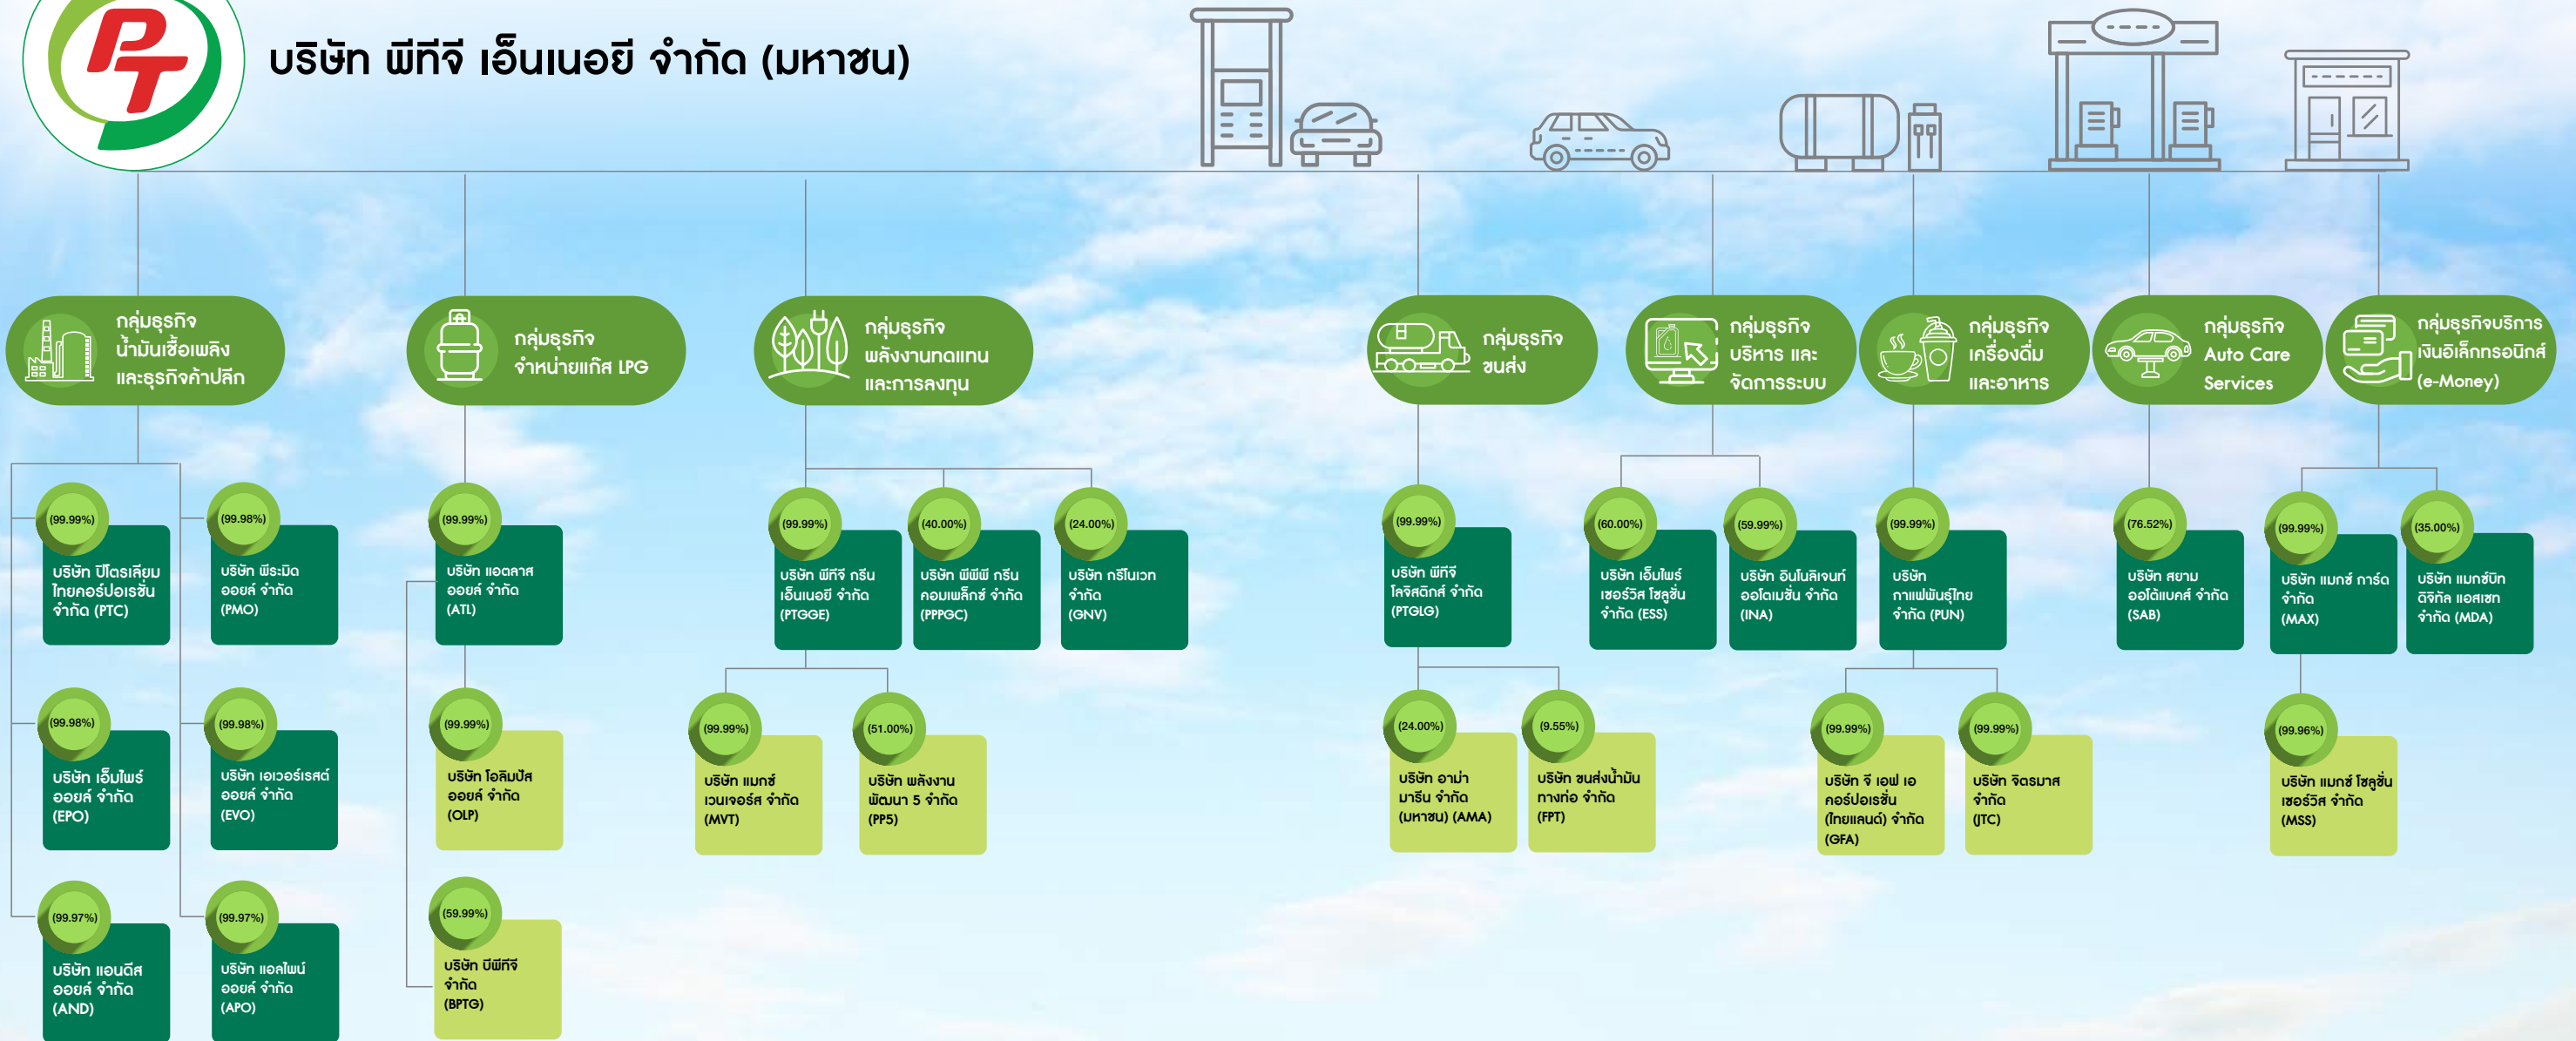 PT
บริษัท พีทีจี เอ็นเนอยี จำกัด (มหาชน)
กลุ่มธุรกิจ
น้ำมันเชื้อเพลิง
และธุรกิจค้าปลีก
(99.99%)
บริษัท ปิโตรเลียม
ไทยคอร์ปอเรชั่น
จำกัด (PTC)
(99.98%)
บริษัท พีระมิด
ออยล์ จำกัด
(PMO)
(99.98%)
บริษัท เอ็มไพร์
ออยล์ จำกัด
(EPO)
(99.98%)
บริษัท เอเวอร์เรสต์
ออยล์ จำกัด
(EVO)
(99.97%)
บริษัท แอนดีส
ออยล์ จำกัด
(AND)
(99.97%)
บริษัท แอลไพน์
ออยล์ จำกัด
(APO)
กลุ่มธุรกิจ
จำหน่ายแก๊ส LPG
(99.99%)
บริษัท แอตลาส
ออยล์ จำกัด
(ATL)
(99.99%)
บริษัท โอลิมปัส
ออยล์ จำกัด
(OLP)
(59.99%)
บริษัท บีพีทีจี
จำกัด
(BPTG)
กลุ่มธุรกิจ
พลังงานทดแทน
และการลงทุน
(99.99%)
บริษัท พีทีจี กรีน
เอ็นเนอยี จำกัด
(PTGGE)
(40.00%)
บริษัท พีพีพี กรีน
คอมเพล็กซ์ จำกัด
(PPPGC)
(24.00%)
บริษัท กรีโนเวท
จำกัด
(GNV)
(99.99%)
บริษัท แมกซ์
เวนเจอร์ส จำกัด
(MVT)
(51.00%)
บริษัท พลังงาน
พัฒนา 5 จำกัด
(PP5)
กลุ่มธุรกิจ
ขนส่ง
(99.99%)
บริษัท พีทีจี
โลจิสติกส์ จำกัด
(PTGLG)
(24.00%)
บริษัท อาม่า
มารีน จำกัด
(มหาชน) (AMA)
(9.55%)
บริษัท ขนส่งน้ำมัน
ทางท่อ จำกัด
(FPT)
กลุ่มธุรกิจ
บริหาร และ
จัดการระบบ
(60.00%)
บริษัท เอ็มไพร์
เซอร์วิส โซลูชั่น
จำกัด (ESS)
(59.99%)
บริษัท อินโนลิเจนท์
ออโตเมชั่น จำกัด
(INA)
กลุ่มธุรกิจ
เครื่องดื่ม
และอาหาร
(99.99%)
บริษัท
กาแฟพันธุ์ไทย
จำกัด (PUN)
(99.99%)
บริษัท จี เอฟ เอ
คอร์ปอเรชั่น
(ไทยแลนด์) จำกัด
(GFA)
(99.99%)
บริษัท จิตรมาส
จำกัด
(JTC)
กลุ่มธุรกิจ
Auto Care
Services
(76.52%)
บริษัท สยาม
ออโต้แบคส์ จำกัด
(SAB)
กลุ่มธุรกิจบริการ
เงินอิเล็กทรอนิกส์
(e-Money)
(99.99%)
บริษัท แมกซ์ การ์ด
จำกัด
(MAX)
(35.00%)
บริษัท แมกซ์บิท
ดิจิทัล แอสเซท
จำกัด (MDA)
(99.96%)
บริษัท แมกซ์ โซลูชั่น
เซอร์วิส จำกัด
(MSS)